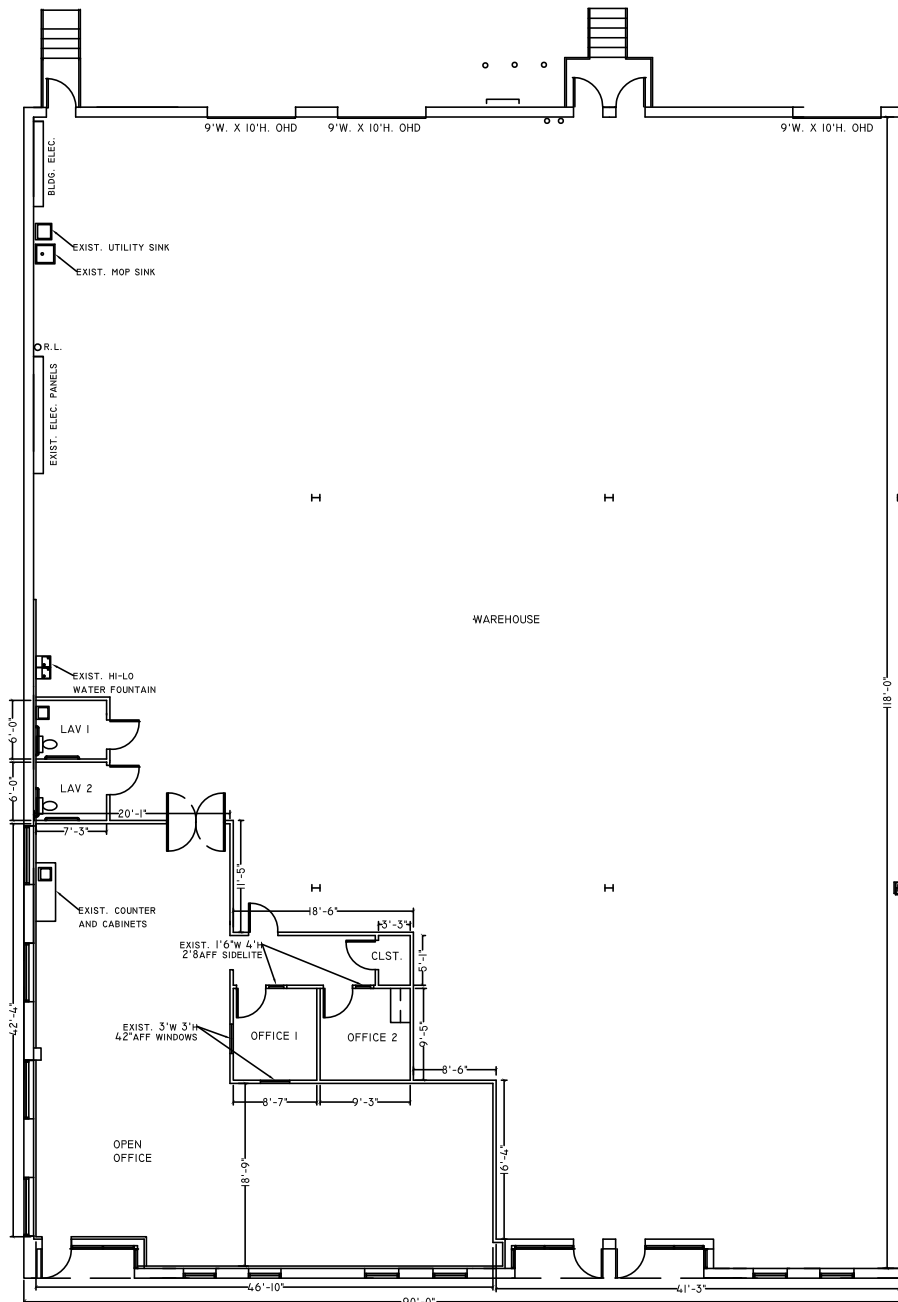 9'W. X 10'H. OHD
9'W. X 10'H. OHD
9'W. X 10'H. OHD
BLDG. ELEC.
EXIST. UTILITY SINK
EXIST. MOP SINK
R.L.
EXIST. ELEC. PANELS
WAREHOUSE
EXIST. HI-LO
WATER FOUNTAIN
118'-0"
6'-0"
LAV 1
6'-0"
LAV 2
20'-1"
7'-3"
11'-5"
EXIST. COUNTER
AND CABINETS
18'-6"
3'-3"
EXIST. 1'6"W 4'H
2'8AFF SIDELITE
CLST.
5'-1"
42'-4"
EXIST. 3'W 3'H
42"AFF WINDOWS
OFFICE 1
OFFICE 2
9'-5"
8'-6"
8'-7"
9'-3"
OPEN
OFFICE
18'-9"
16'-4"
46'-10"
41'-3"
90'-0"